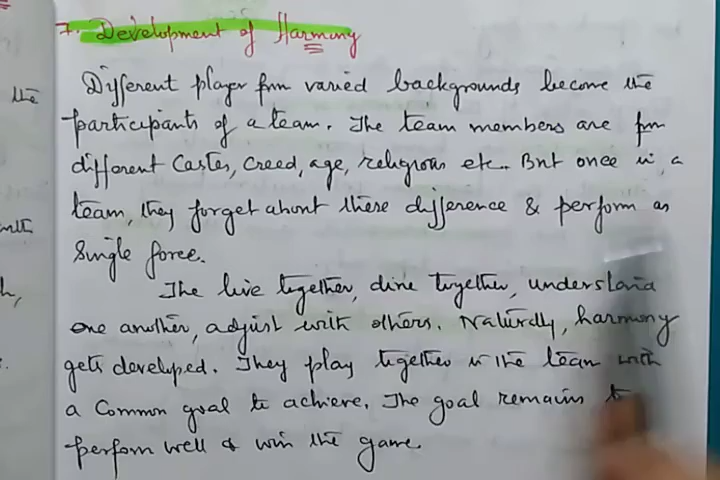 7. Development of Harmony
Different player from varied backgrounds become the
participants of a team. The team members are from
different Castes, Creed, age, religions etc.. But once in a
team, they forget about these difference & perform as
Single force.
The live together, dine together, understand
one another, adjust with others. Naturally, harmony
gets developed. They play together in the team with
a Common goal to achieve. The goal remains
perform well & win the game.
the